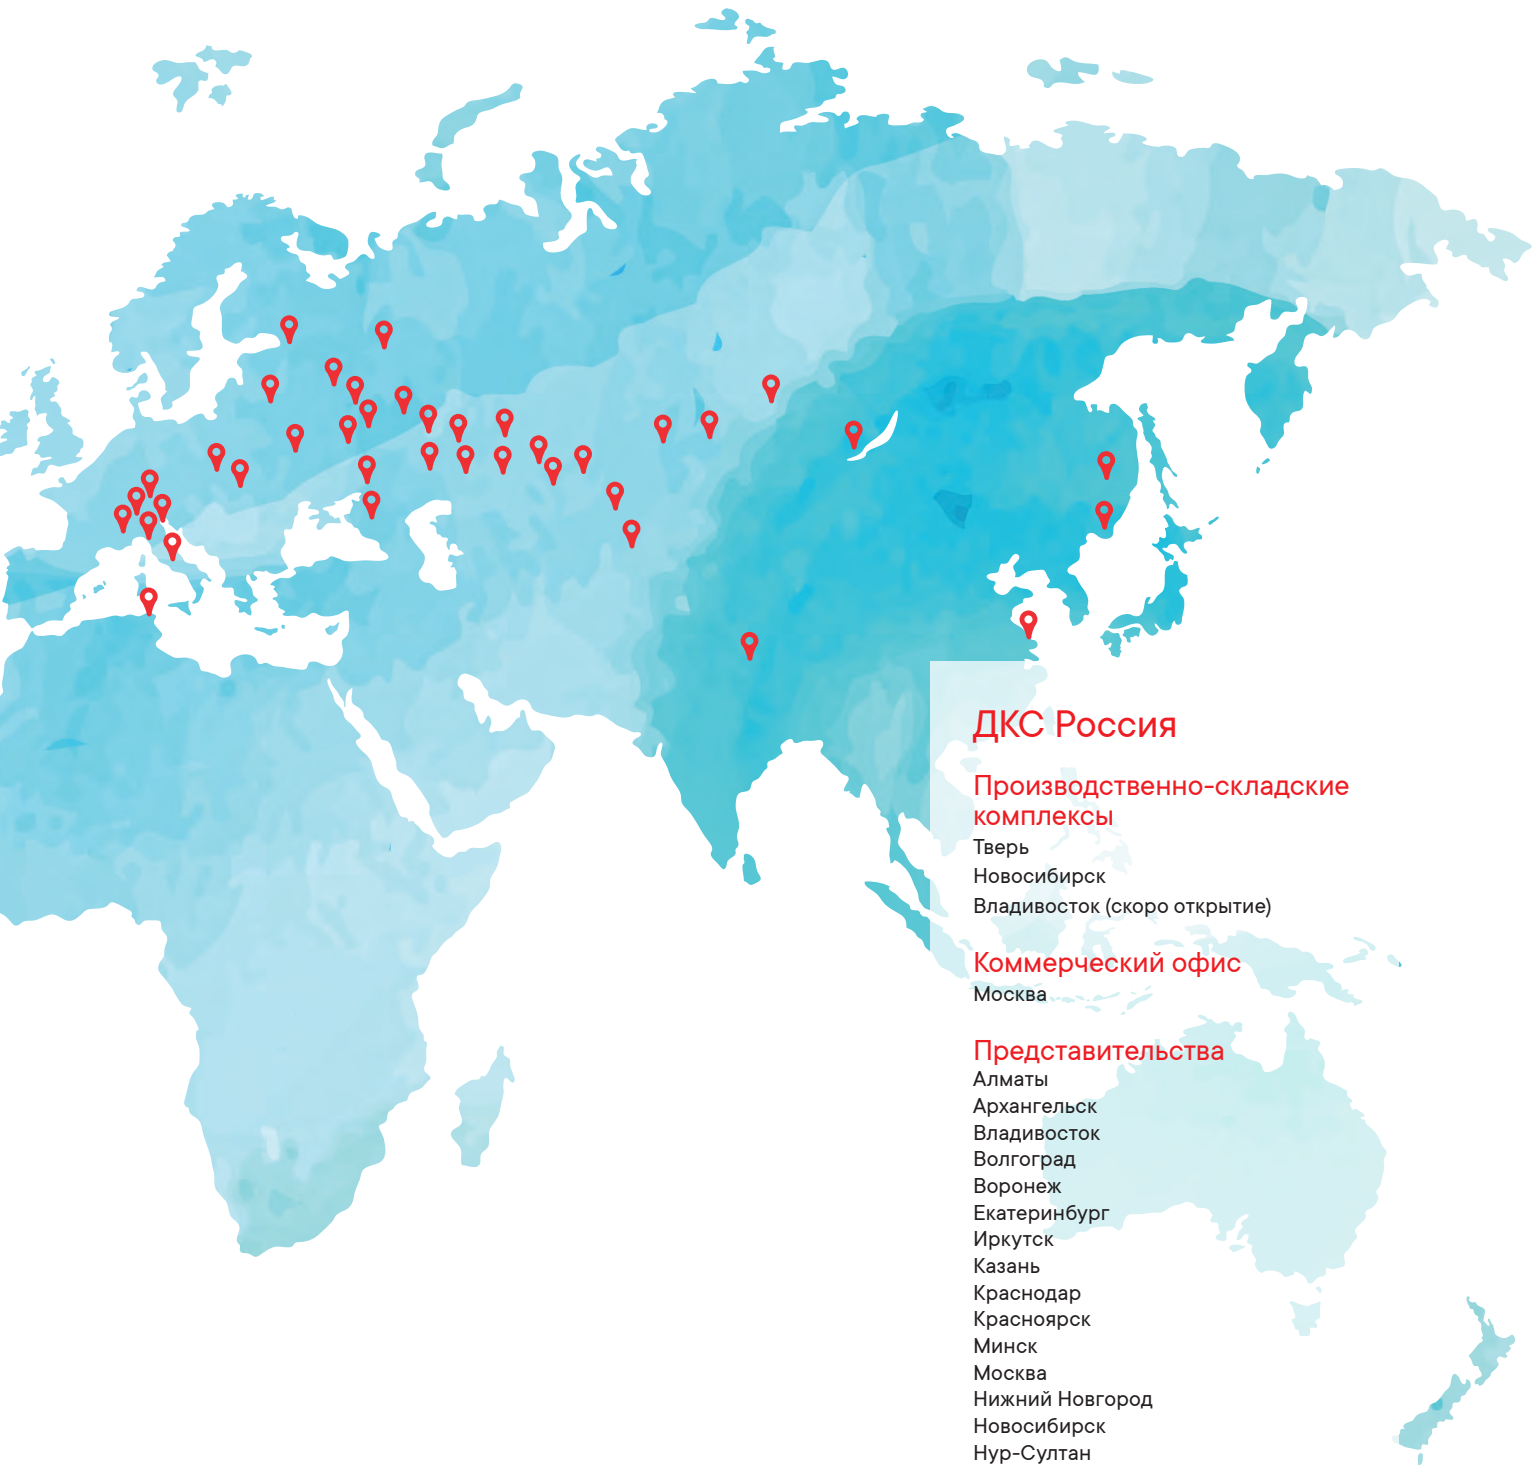 ДКС Россия
Производственно-складские
комплексы
Тверь
Новосибирск
Владивосток (скоро открытие)
Коммерческий офис
Москва
Представительства
Алматы
Архангельск
Владивосток
Волгоград
Воронеж
Екатеринбург
Иркутск
Казань
Краснодар
Красноярск
Минск
Москва
Нижний Новгород
Новосибирск
Нур-Султан